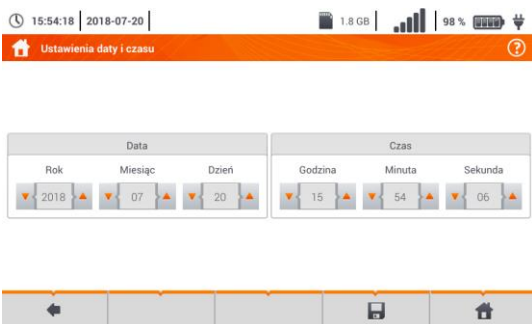 15:54:18 2018-07-20 1.8 GB 98 %
Ustawienia daty i czasu ?
Data Czas
Rok Miesiąc Dzień Godzina Minuta Sekunda
2018 07 20 15 54 06